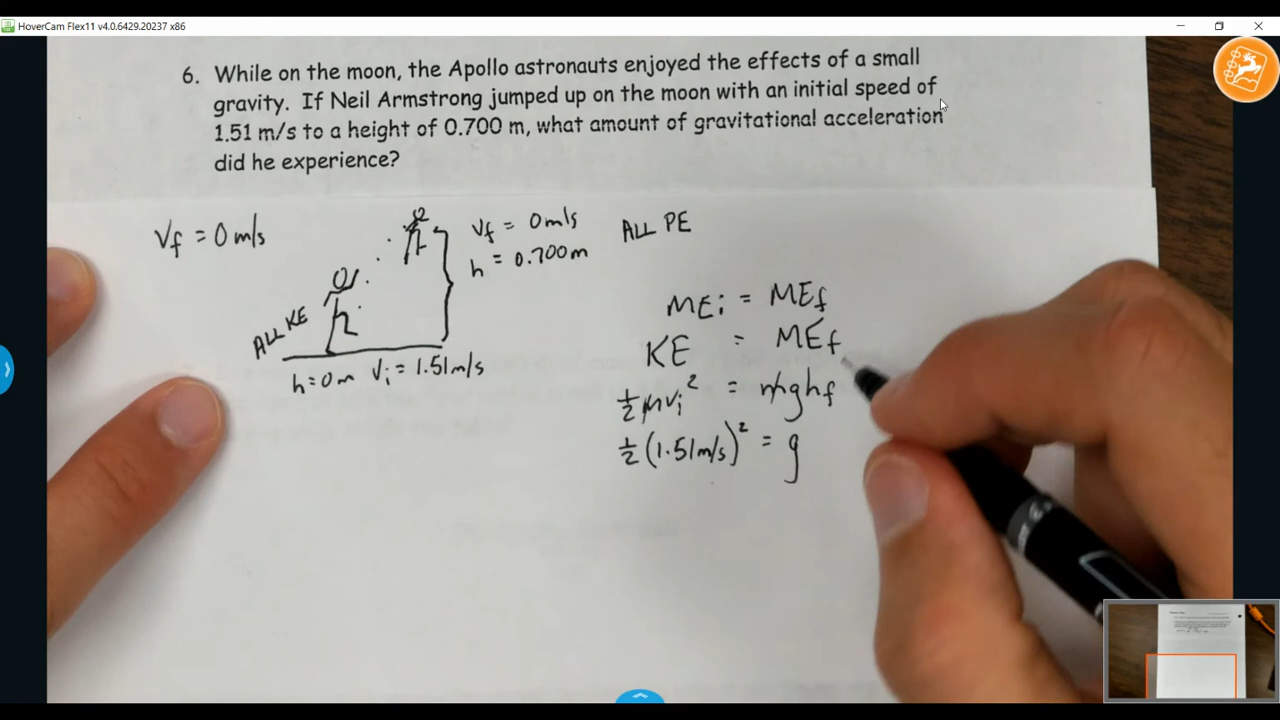 HoverCam Flex11 v4.0.6429.20237 x86
6. While on the moon, the Apollo astronauts enjoyed the effects of a small
gravity. If Neil Armstrong jumped up on the moon with an initial speed of
1.51 m/s to a height of 0.700 m, what amount of gravitational acceleration
did he experience?
Vf = 0 m/s
Vf = 0 m/s
h = 0.700 m
ALL PE
ALL KE
h = 0 m Vi = 1.51 m/s
MEi = MEf
KE = MEf
½mvi² = mghf
½(1.51 m/s)² = g